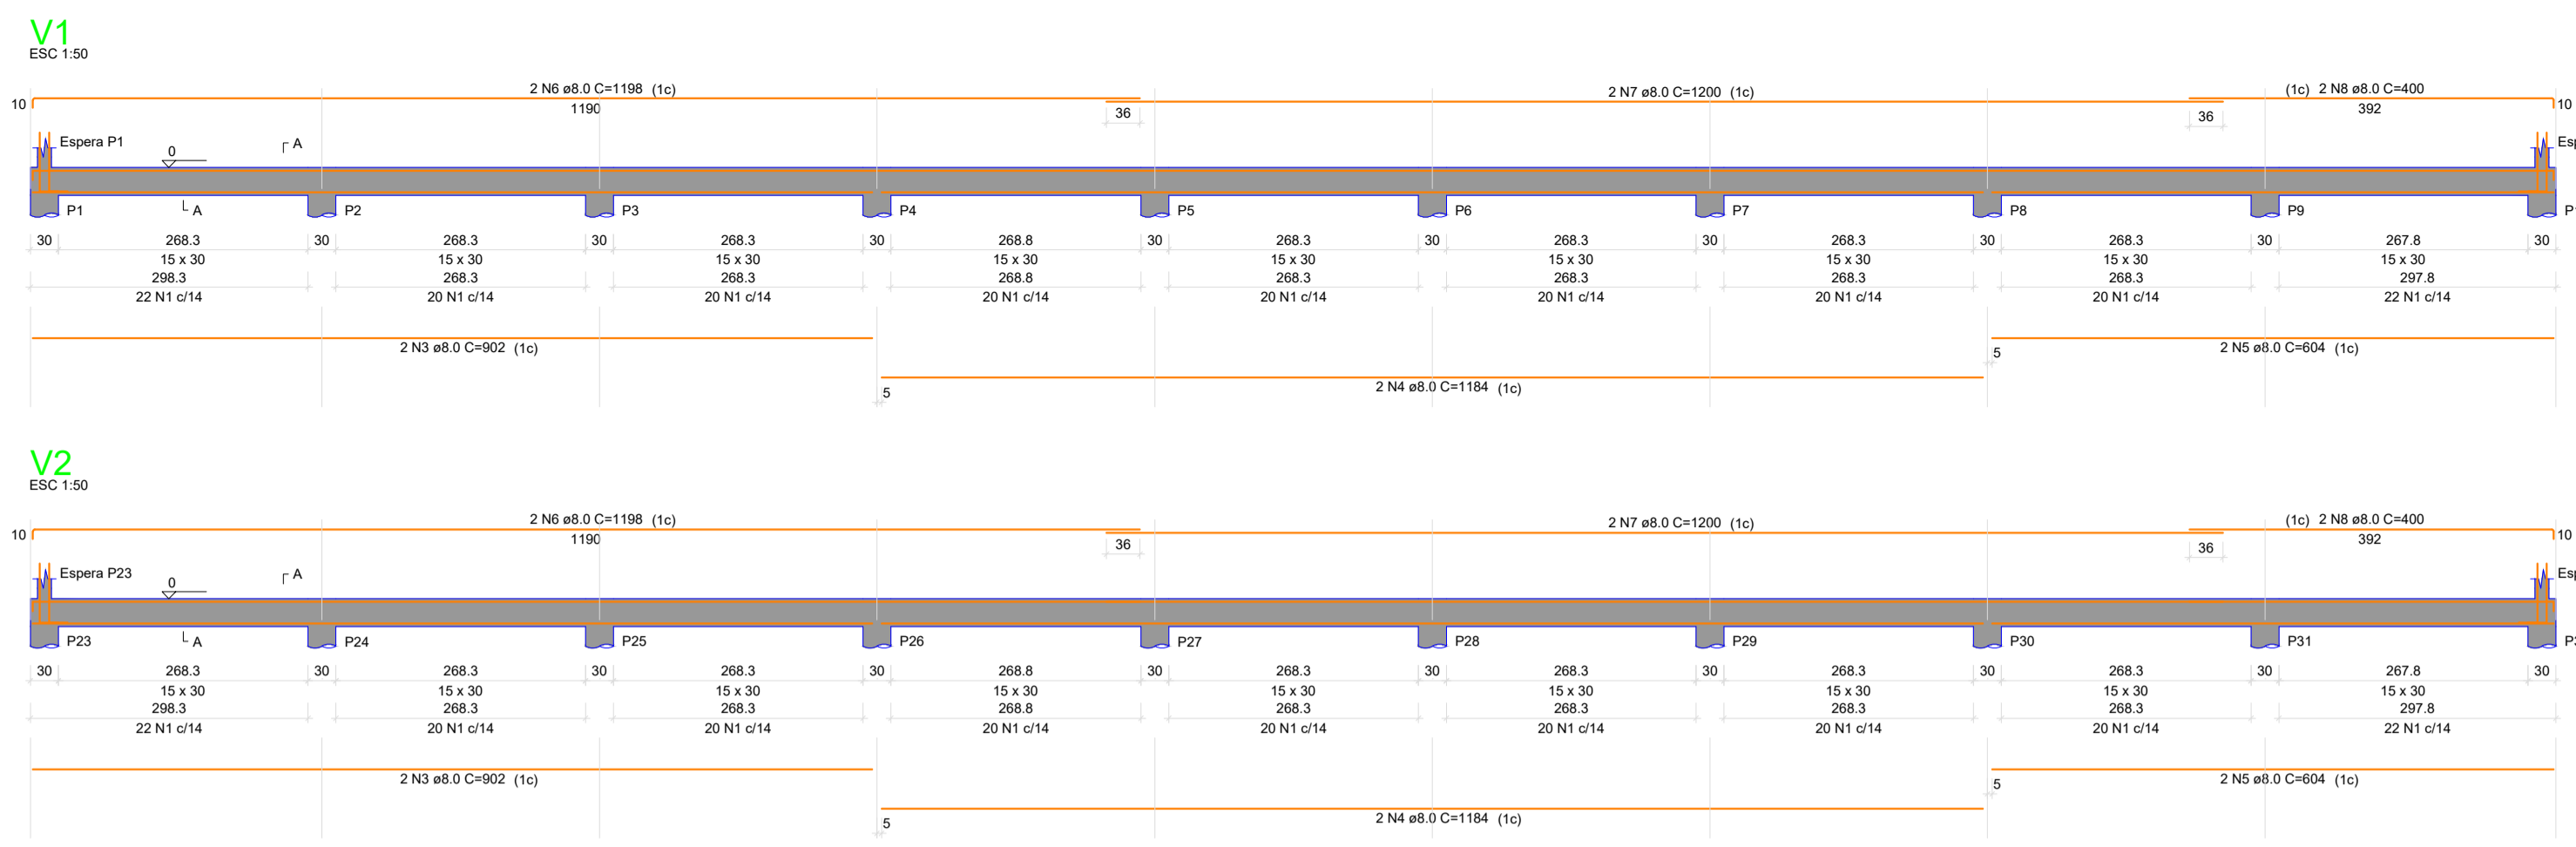 V1
ESC 1:50
2 N6 ø8.0 C=1198 (1c)
2 N7 ø8.0 C=1200 (1c)
(1c) 2 N8 ø8.0 C=400
10
1190
36
36
392
10
Espera P1
0
A
A
P1 P2 P3 P4 P5 P6 P7 P8 P9
30 268.3 30 268.3 30 268.3 30 268.8 30 268.3 30 268.3 30 268.3 30 268.3 30 267.8 30
15 x 30 15 x 30 15 x 30 15 x 30 15 x 30 15 x 30 15 x 30 15 x 30 15 x 30
298.3 268.3 268.3 268.8 268.3 268.3 268.3 268.3 297.8
22 N1 c/14 20 N1 c/14 20 N1 c/14 20 N1 c/14 20 N1 c/14 20 N1 c/14 20 N1 c/14 20 N1 c/14 22 N1 c/14
2 N3 ø8.0 C=902 (1c)
5
2 N5 ø8.0 C=604 (1c)
5
2 N4 ø8.0 C=1184 (1c)
V2
ESC 1:50
2 N6 ø8.0 C=1198 (1c)
2 N7 ø8.0 C=1200 (1c)
(1c) 2 N8 ø8.0 C=400
10
1190
36
36
392
10
Espera P23
0
A
A
P23 P24 P25 P26 P27 P28 P29 P30 P31
30 268.3 30 268.3 30 268.3 30 268.8 30 268.3 30 268.3 30 268.3 30 268.3 30 267.8 30
15 x 30 15 x 30 15 x 30 15 x 30 15 x 30 15 x 30 15 x 30 15 x 30 15 x 30
298.3 268.3 268.3 268.8 268.3 268.3 268.3 268.3 297.8
22 N1 c/14 20 N1 c/14 20 N1 c/14 20 N1 c/14 20 N1 c/14 20 N1 c/14 20 N1 c/14 20 N1 c/14 22 N1 c/14
2 N3 ø8.0 C=902 (1c)
5
2 N5 ø8.0 C=604 (1c)
5
2 N4 ø8.0 C=1184 (1c)